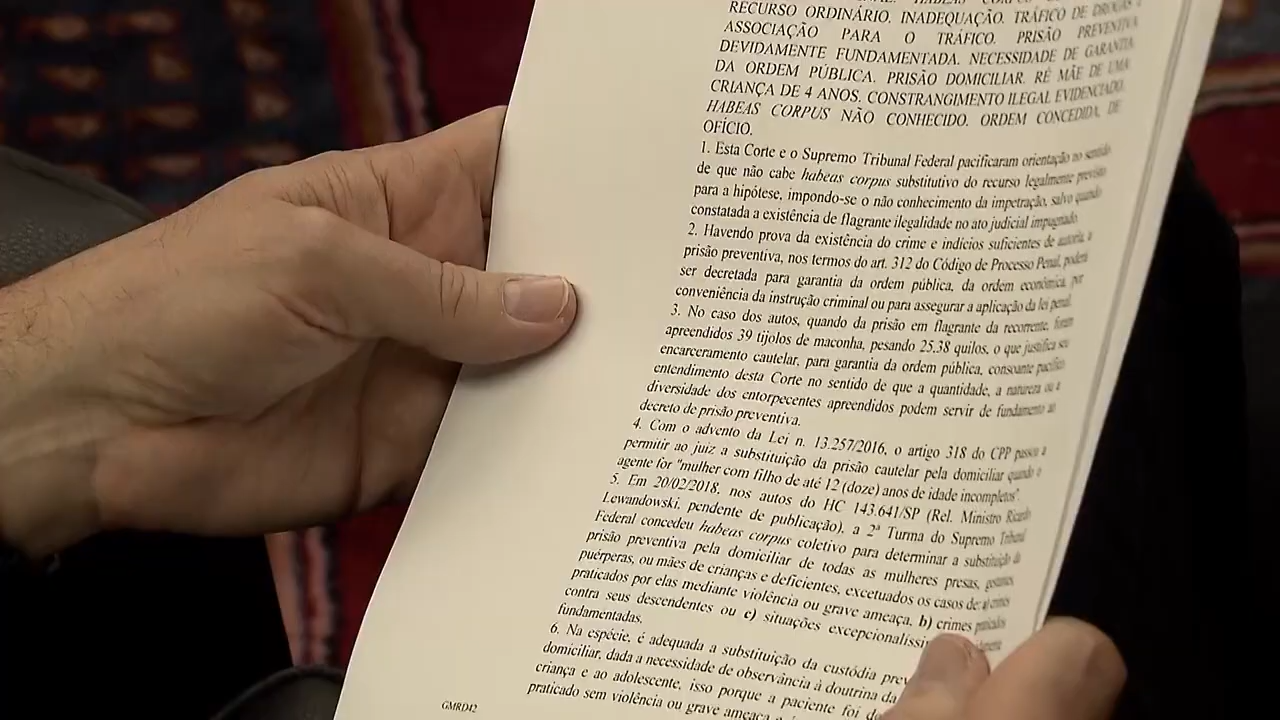 HABEAS CORPUS
RECURSO ORDINÁRIO. INADEQUAÇÃO. TRÁFICO DE DROGAS E
ASSOCIAÇÃO PARA O TRÁFICO. PRISÃO PREVENTIVA
DEVIDAMENTE FUNDAMENTADA. NECESSIDADE DE GARANTIA
DA ORDEM PÚBLICA. PRISÃO DOMICILIAR. RÉ MÃE DE UMA
CRIANÇA DE 4 ANOS. CONSTRANGIMENTO ILEGAL EVIDENCIADO.
HABEAS CORPUS NÃO CONHECIDO. ORDEM CONCEDIDA, DE
OFÍCIO.
1. Esta Corte e o Supremo Tribunal Federal pacificaram orientação no sentido
de que não cabe habeas corpus substitutivo do recurso legalmente previsto
para a hipótese, impondo-se o não conhecimento da impetração, salvo quando
constatada a existência de flagrante ilegalidade no ato judicial impugnado.
2. Havendo prova da existência do crime e indícios suficientes de autoria, a
prisão preventiva, nos termos do art. 312 do Código de Processo Penal, poderá
ser decretada para garantia da ordem pública, da ordem econômica, por
conveniência da instrução criminal ou para assegurar a aplicação da lei penal.
3. No caso dos autos, quando da prisão em flagrante da recorrente, foram
apreendidos 39 tijolos de maconha, pesando 25,38 quilos, o que justifica seu
encarceramento cautelar, para garantia da ordem pública, consoante pacífico
entendimento desta Corte no sentido de que a quantidade, a natureza ou a
diversidade dos entorpecentes apreendidos podem servir de fundamento ao
decreto de prisão preventiva.
4. Com o advento da Lei n. 13.257/2016, o artigo 318 do CPP passou a
permitir ao juiz a substituição da prisão cautelar pela domiciliar quando o
agente for "mulher com filho de até 12 (doze) anos de idade incompletos".
5. Em 20/02/2018, nos autos do HC 143.641/SP (Rel. Ministro Ricardo
Lewandowski, pendente de publicação), a 2ª Turma do Supremo Tribunal
Federal concedeu habeas corpus coletivo para determinar a substituição da
prisão preventiva pela domiciliar de todas as mulheres presas, gestantes,
puérperas, ou mães de crianças e deficientes, excetuados os casos de: a) crimes
praticados por elas mediante violência ou grave ameaça, b) crimes praticados
contra seus descendentes ou c) situações
fundamentadas.
6. Na espécie, é adequada a substituição da custódia
domiciliar, dada a necessidade de observância à doutrina da
criança e ao adolescente, isso porque a paciente foi
praticado sem violência ou grave ameaça
GMRD42